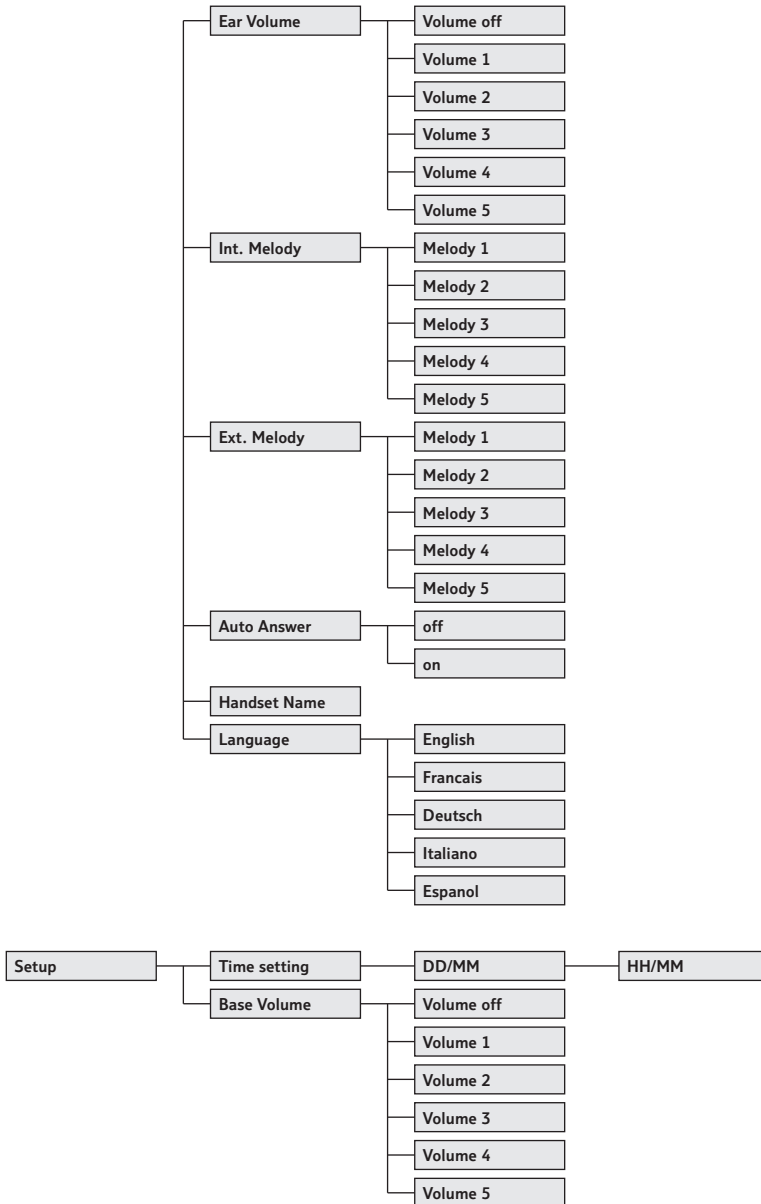 Ear Volume
Volume off
Volume 1
Volume 2
Volume 3
Volume 4
Volume 5
Int. Melody
Melody 1
Melody 2
Melody 3
Melody 4
Melody 5
Ext. Melody
Melody 1
Melody 2
Melody 3
Melody 4
Melody 5
Auto Answer
off
on
Handset Name
Language
English
Francais
Deutsch
Italiano
Espanol
Setup
Time setting
DD/MM
HH/MM
Base Volume
Volume off
Volume 1
Volume 2
Volume 3
Volume 4
Volume 5